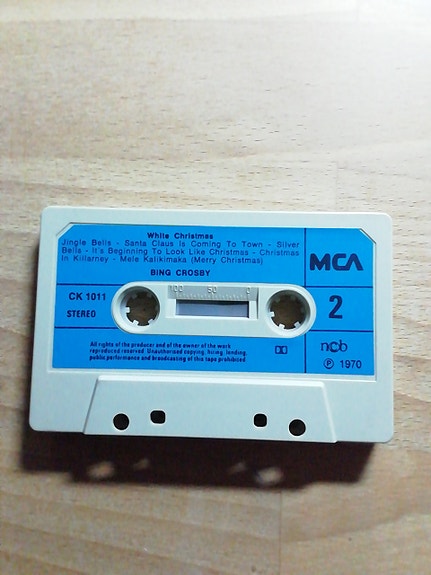 White Christmas
Jingle Bells - Santa Claus Is Coming To Town - Silver
Bells - It's Beginning To Look Like Christmas - Christmas
In Killarney - Mele Kalikimaka (Merry Christmas)
BING CROSBY
MCA
CK 1011
STEREO
100 50 0
2
All rights of the producer and of the owner of the work
reproduced reserved. Unauthorised copying, hiring, lending,
public performance and broadcasting of this tape prohibited.
ncb
℗ 1970